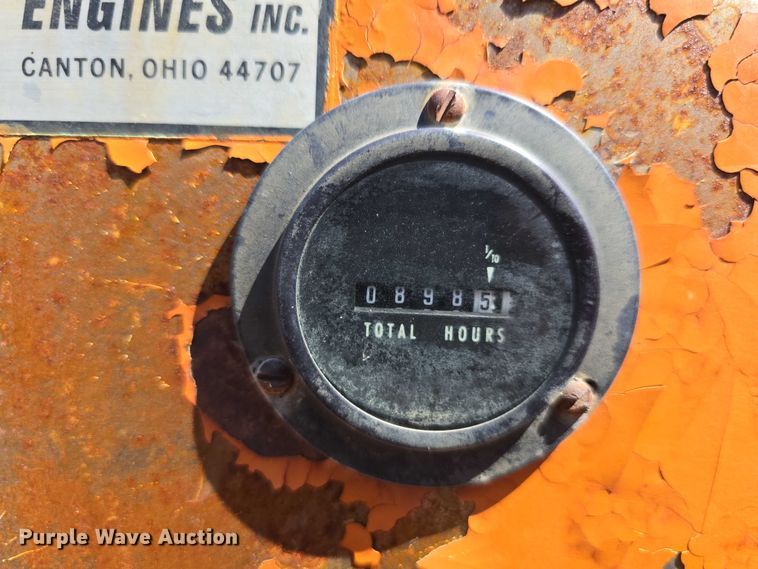 ENGINES INC.
CANTON, OHIO 44707
1/10
08985
TOTAL HOURS
Purple Wave Auction